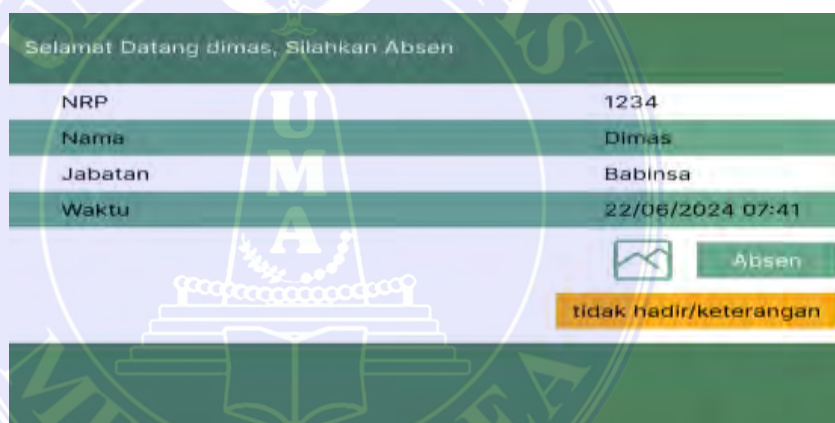 Selamat Datang dimas, Silahkan Absen
NRP 1234
Nama Dimas
Jabatan Babinsa
Waktu 22/06/2024 07:41
Absen
tidak hadir/keterangan
UMA